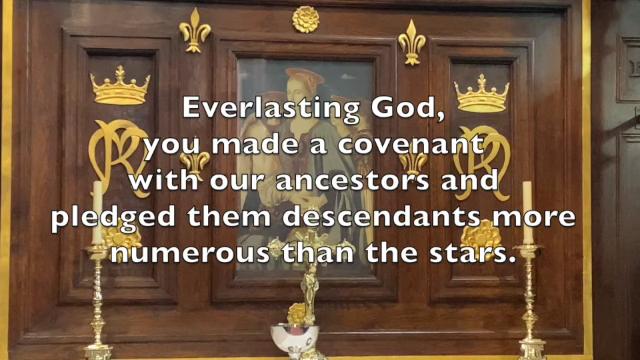 Everlasting God,
you made a covenant
with our ancestors and
pledged them descendants more
numerous than the stars.